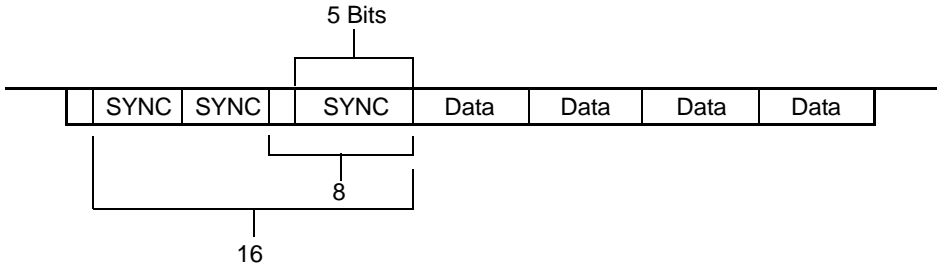 5 Bits
SYNC SYNC SYNC Data Data Data Data
8
16